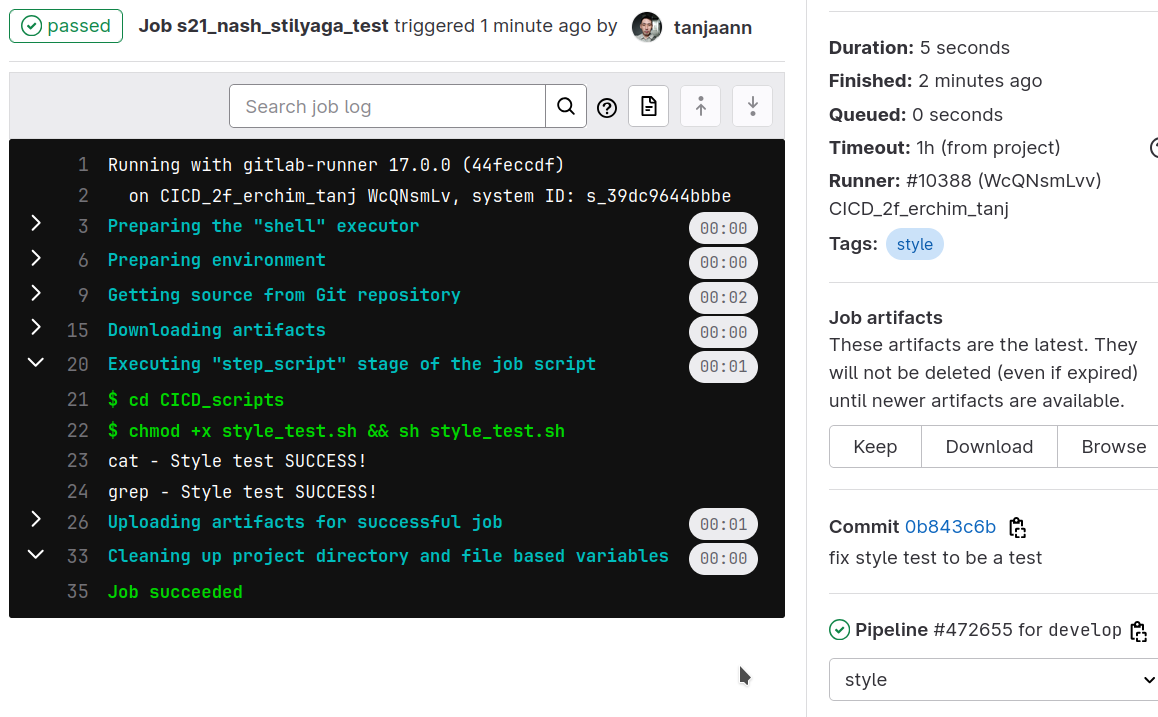 passed Job s21_nash_stilyaga_test triggered 1 minute ago by tanjaann
Search job log
1 Running with gitlab-runner 17.0.0 (44feccdf)
2 on CICD_2f_erchim_tanj WcQNsmLv, system ID: s_39dc9644bbbe
3 Preparing the "shell" executor 00:00
6 Preparing environment 00:00
9 Getting source from Git repository 00:02
15 Downloading artifacts 00:00
20 Executing "step_script" stage of the job script 00:01
21 $ cd CICD_scripts
22 $ chmod +x style_test.sh && sh style_test.sh
23 cat - Style test SUCCESS!
24 grep - Style test SUCCESS!
26 Uploading artifacts for successful job 00:01
33 Cleaning up project directory and file based variables 00:00
35 Job succeeded
Duration: 5 seconds
Finished: 2 minutes ago
Queued: 0 seconds
Timeout: 1h (from project)
Runner: #10388 (WcQNsmLvv)
CICD_2f_erchim_tanj
Tags: style
Job artifacts
These artifacts are the latest. They
will not be deleted (even if expired)
until newer artifacts are available.
Keep Download Browse
Commit 0b843c6b
fix style test to be a test
Pipeline #472655 for develop
style